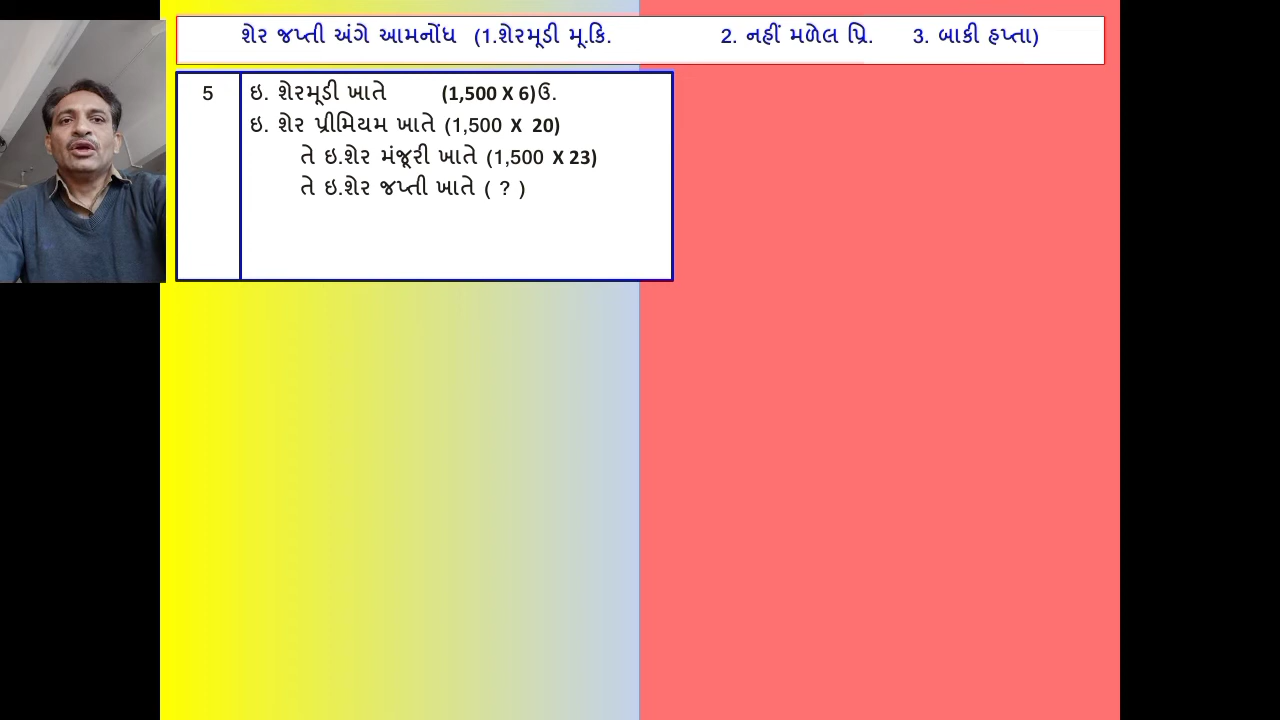 શેર જપ્તી અંગે આમનોંધ (1.શેરમૂડી મૂ.કિ. 2. નહીં મળેલ પ્રિ. 3. બાકી હપ્તા)
5 ઇ. શેરમૂડી ખાતે (1,500 X 6)ઉ.
ઇ. શેર પ્રીમિયમ ખાતે (1,500 X 20)
તે ઇ.શેર મંજૂરી ખાતે (1,500 X 23)
તે ઇ.શેર જપ્તી ખાતે ( ? )